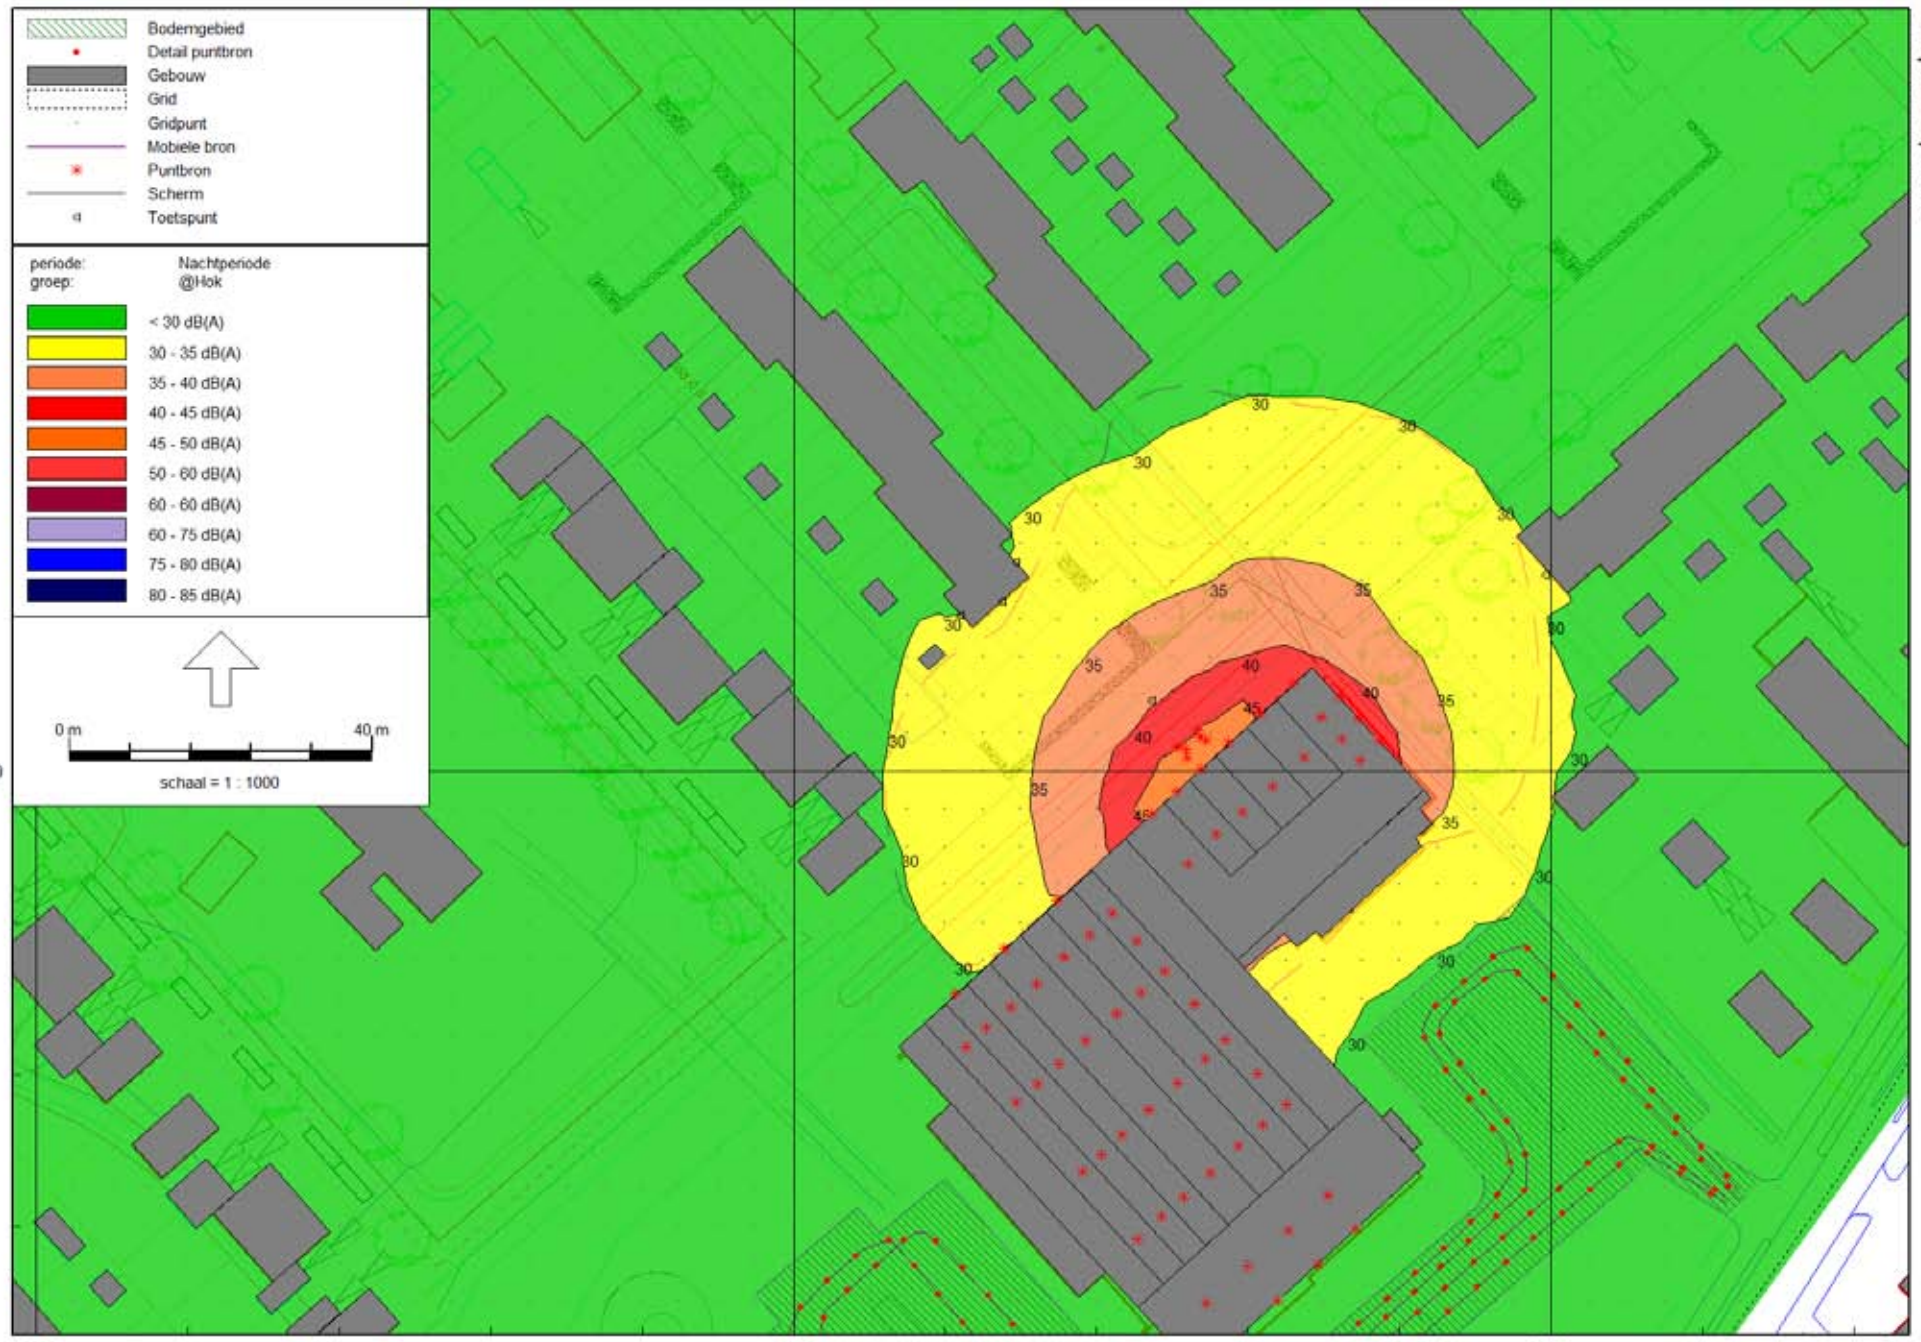 Bodemgebied
Detail puntbron
Gebouw
Grid
Gridpunt
Mobiele bron
Puntbron
Scherm
Toetspunt
periode: Nachtperiode
groep: @Hok
< 30 dB(A)
30 - 35 dB(A)
35 - 40 dB(A)
40 - 45 dB(A)
45 - 50 dB(A)
50 - 60 dB(A)
60 - 60 dB(A)
60 - 75 dB(A)
75 - 80 dB(A)
80 - 85 dB(A)
0 m 40 m
schaal = 1 : 1000
30
30
30
30
30
35
35
30
30
35
40
40
35
45
40
30
30
35
45
35
30
30
30
30
30